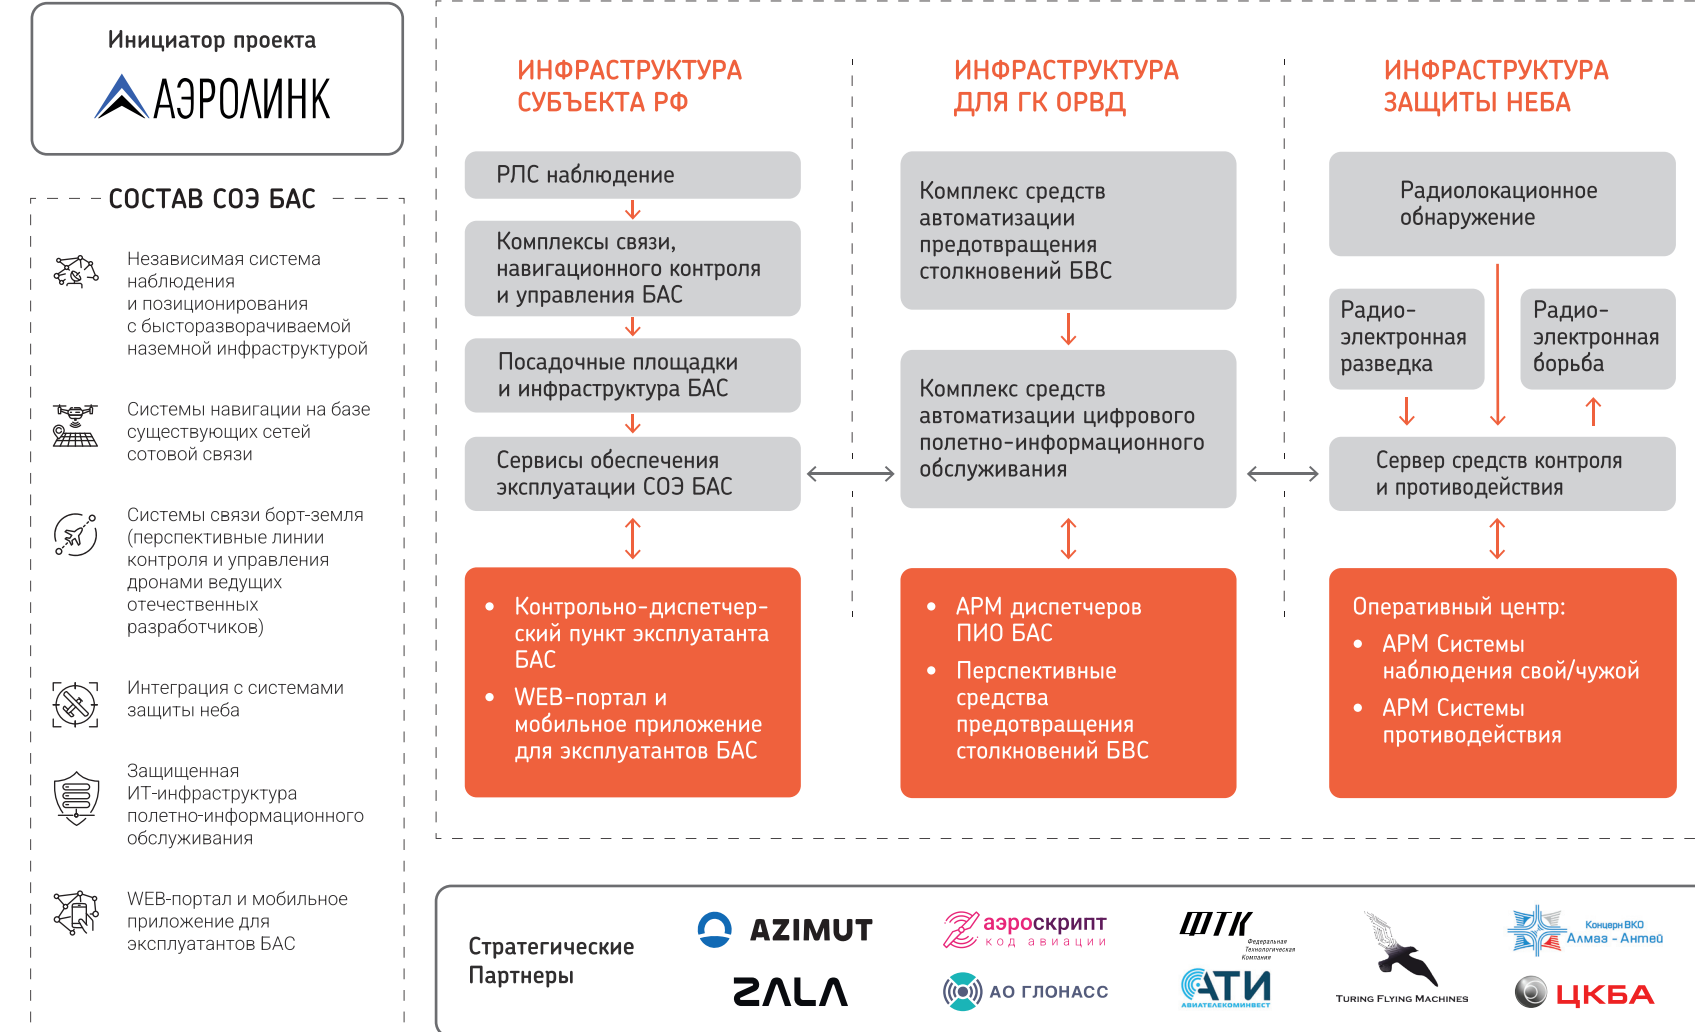 Инициатор проекта
АЭРОЛИНК
СОСТАВ СОЭ БАС
Независимая система
наблюдения
и позиционирования
с бысторазворачиваемой
наземной инфраструктурой
Системы навигации на базе
существующих сетей
сотовой связи
Системы связи борт-земля
(перспективные линии
контроля и управления
дронами ведущих
отечественных
разработчиков)
Интеграция с системами
защиты неба
Защищенная
ИТ-инфраструктура
полетно-информационного
обслуживания
WEB-портал и мобильное
приложение для
эксплуатантов БАС
ИНФРАСТРУКТУРА
СУБЪЕКТА РФ
РЛС наблюдение
Комплексы связи,
навигационного контроля
и управления БАС
Посадочные площадки
и инфраструктура БАС
Сервисы обеспечения
эксплуатации СОЭ БАС
• Контрольно-диспетчер-
ский пункт эксплуатанта
БАС
• WEB-портал и
мобильное приложение
для эксплуатантов БАС
ИНФРАСТРУКТУРА
ДЛЯ ГК ОРВД
Комплекс средств
автоматизации
предотвращения
столкновений БВС
Комплекс средств
автоматизации цифрового
полетно-информационного
обслуживания
• АРМ диспетчеров
ПИО БАС
• Перспективные
средства
предотвращения
столкновений БВС
ИНФРАСТРУКТУРА
ЗАЩИТЫ НЕБА
Радиолокационное
обнаружение
Радио-
электронная
разведка
Радио-
электронная
борьба
Сервер средств контроля
и противодействия
Оперативный центр:
• АРМ Системы
наблюдения свой/чужой
• АРМ Системы
противодействия
Стратегические
Партнеры
AZIMUT
ZALA
аэроскрипт
код авиации
АО ГЛОНАСС
ФТК
Федеральная
Технологическая
Компания
АТИ
АВИАТЕЛЕКОМИНВЕСТ
TURING FLYING MACHINES
Концерн ВКО
Алмаз - Антей
ЦКБА